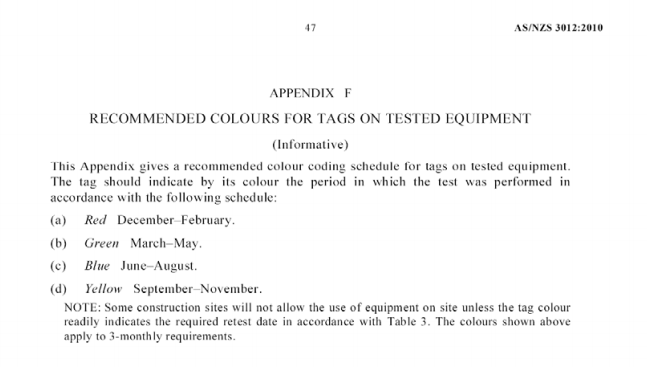 47 AS/NZS 3012:2010
APPENDIX F
RECOMMENDED COLOURS FOR TAGS ON TESTED EQUIPMENT
(Informative)
This Appendix gives a recommended colour coding schedule for tags on tested equipment.
The tag should indicate by its colour the period in which the test was performed in
accordance with the following schedule:
(a) Red December–February.
(b) Green March–May.
(c) Blue June–August.
(d) Yellow September–November.
NOTE: Some construction sites will not allow the use of equipment on site unless the tag colour
readily indicates the required retest date in accordance with Table 3. The colours shown above
apply to 3-monthly requirements.